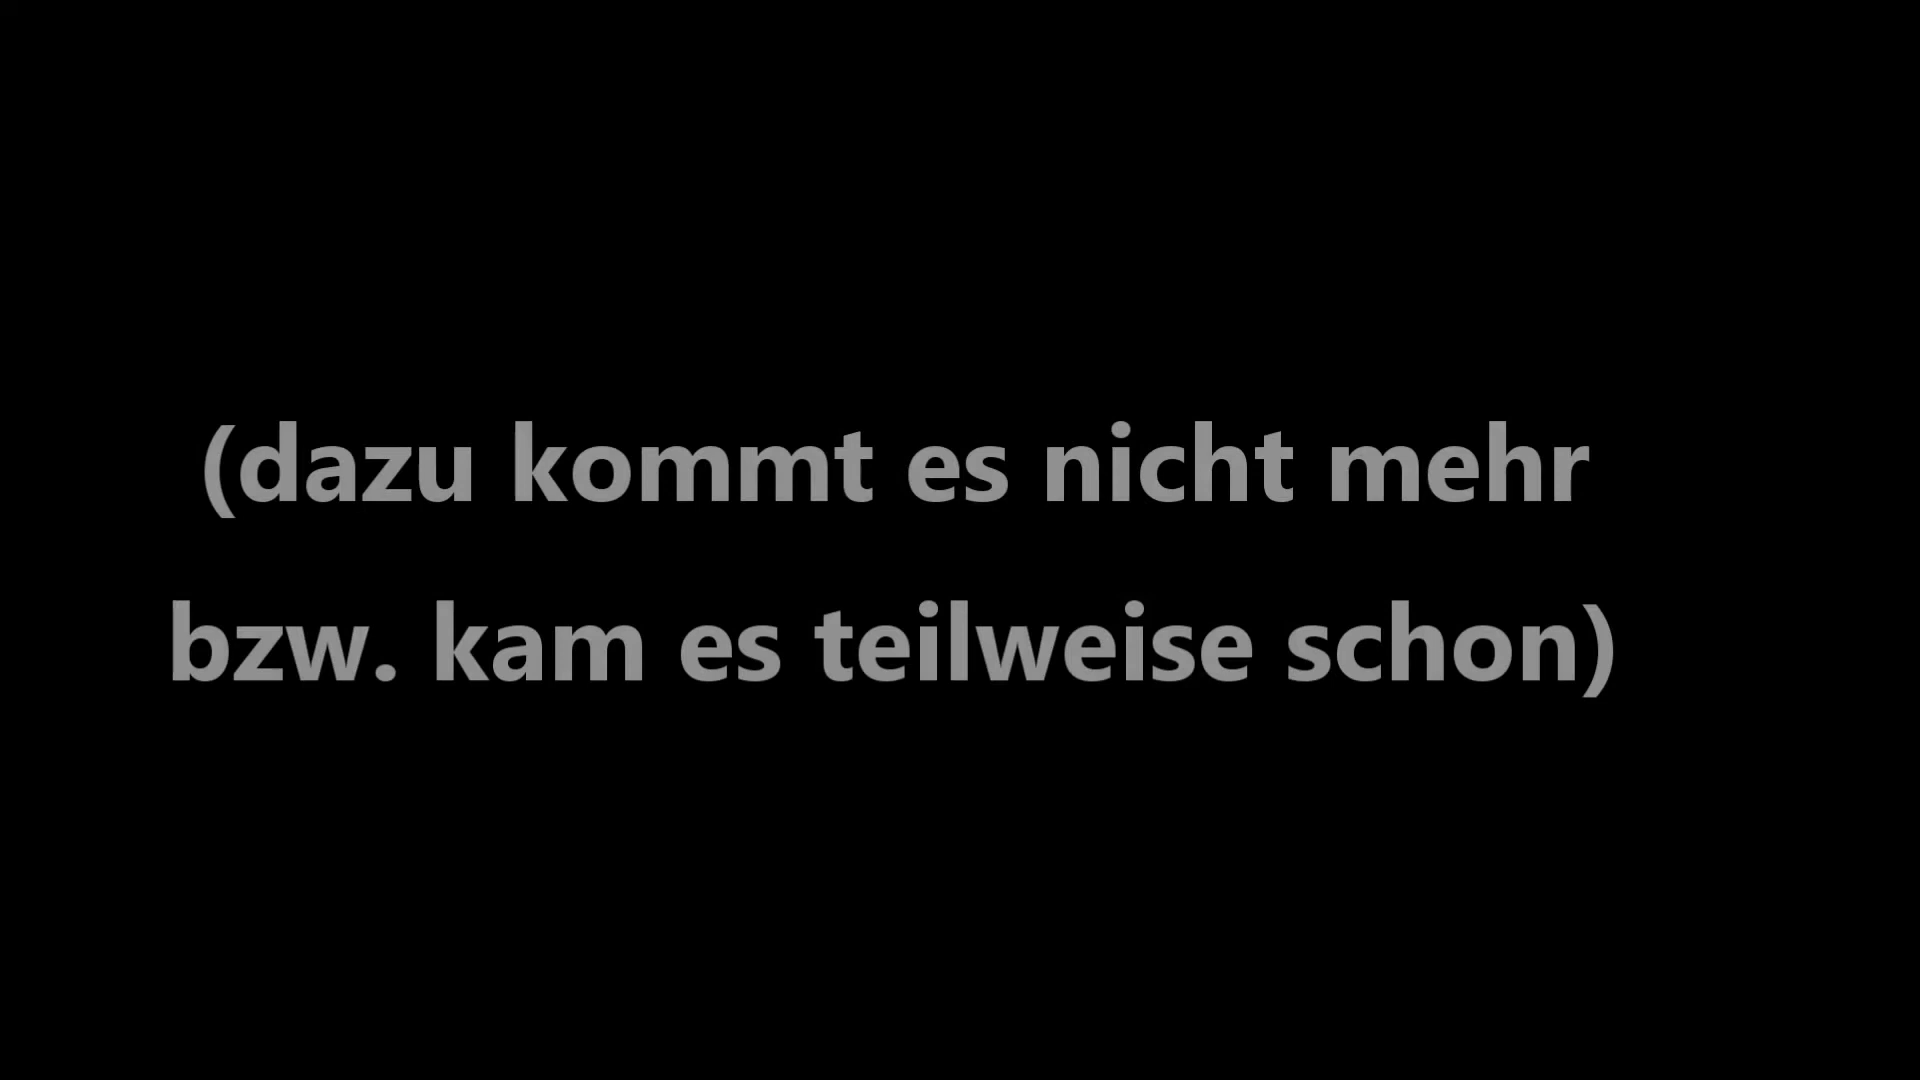 (dazu kommt es nicht mehr
bzw. kam es teilweise schon)